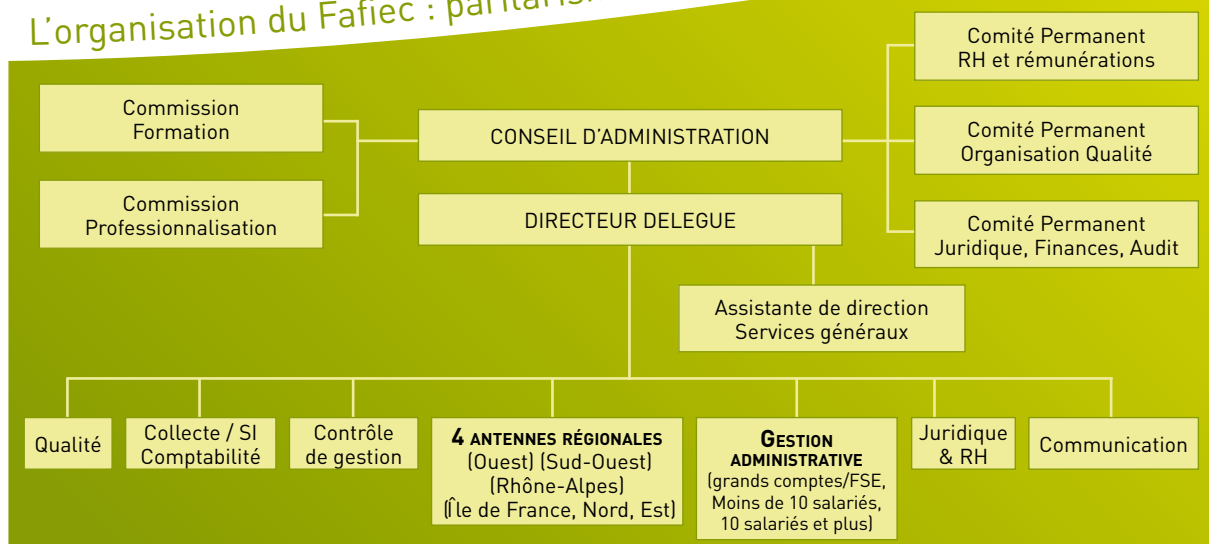 L'organisation du Fafiec :
Commission
Formation
Commission
Professionnalisation
CONSEIL D'ADMINISTRATION
DIRECTEUR DELEGUE
Comité Permanent
RH et rémunérations
Comité Permanent
Organisation Qualité
Comité Permanent
Juridique, Finances, Audit
Assistante de direction
Services généraux
Qualité
Collecte / SI
Comptabilité
Contrôle
de gestion
4 ANTENNES RÉGIONALES
(Ouest) (Sud-Ouest)
(Rhône-Alpes)
(Île de France, Nord, Est)
GESTION
ADMINISTRATIVE
(grands comptes/FSE,
Moins de 10 salariés,
10 salariés et plus)
Juridique
& RH
Communication